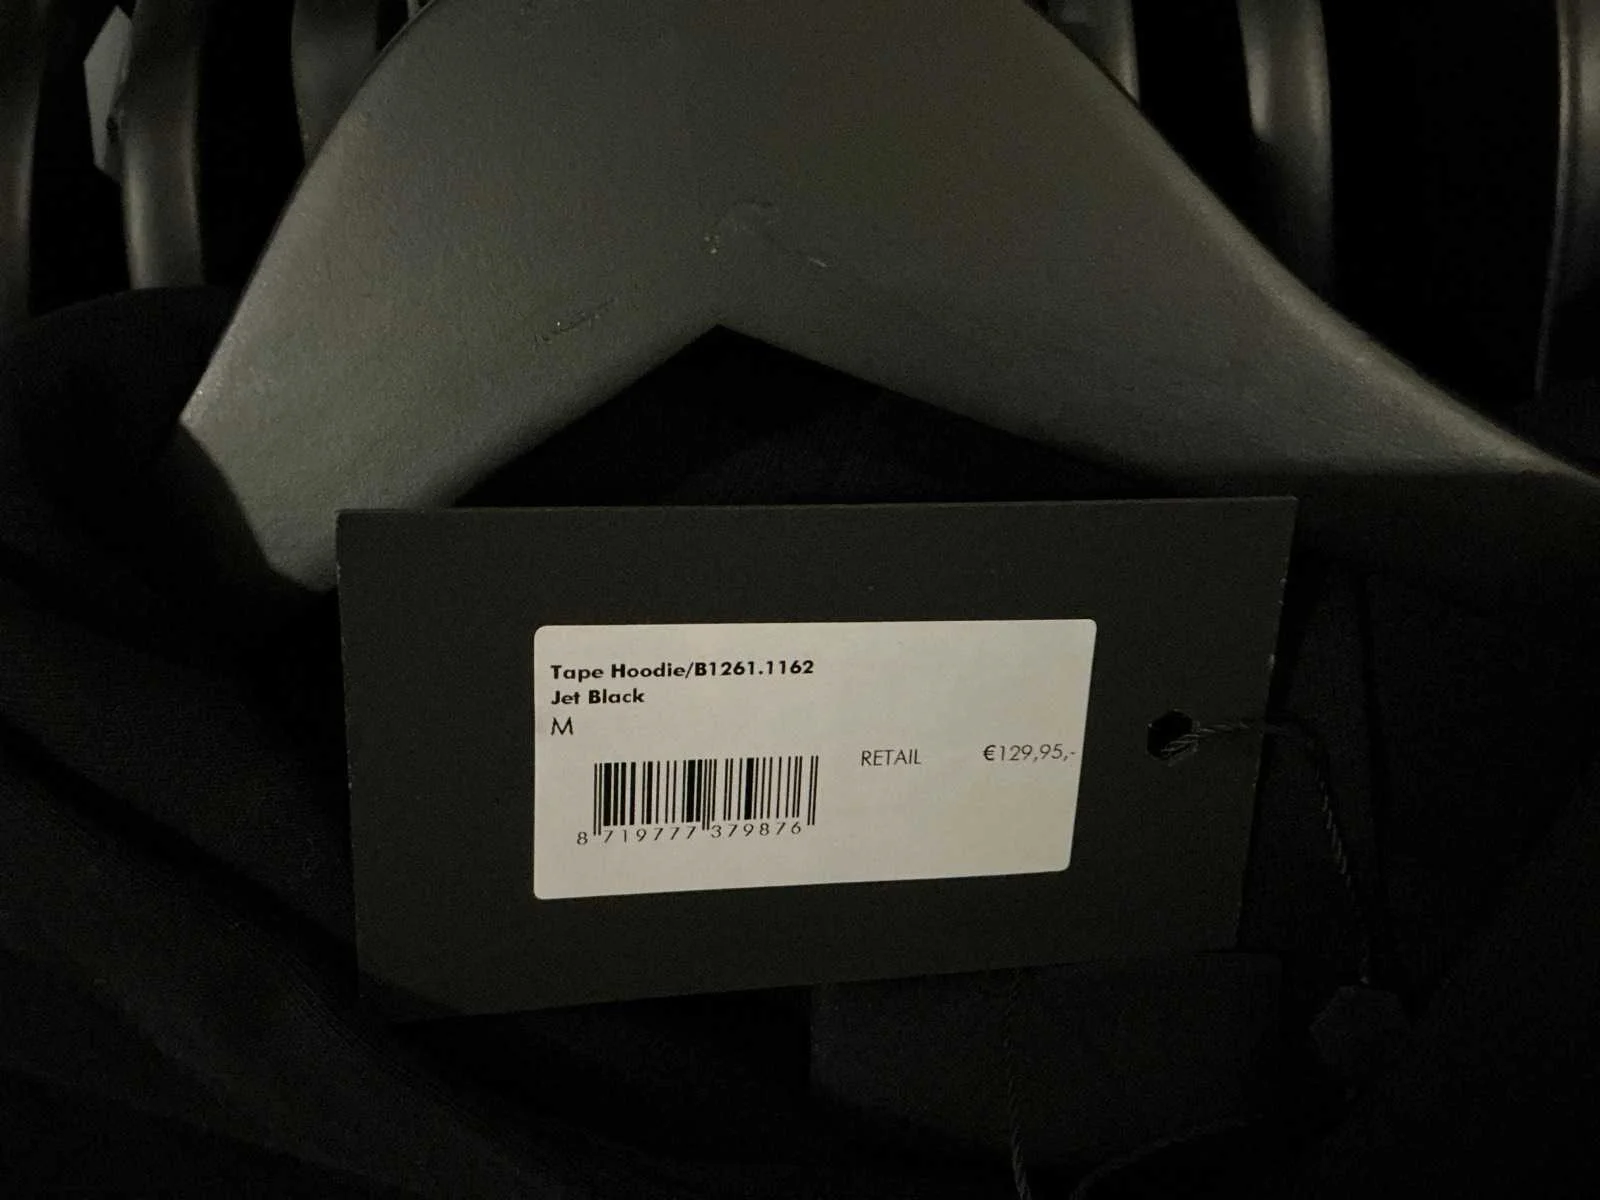 Tape Hoodie/B1261.1162
Jet Black
M
RETAIL €129,95,-
8 719777 379876